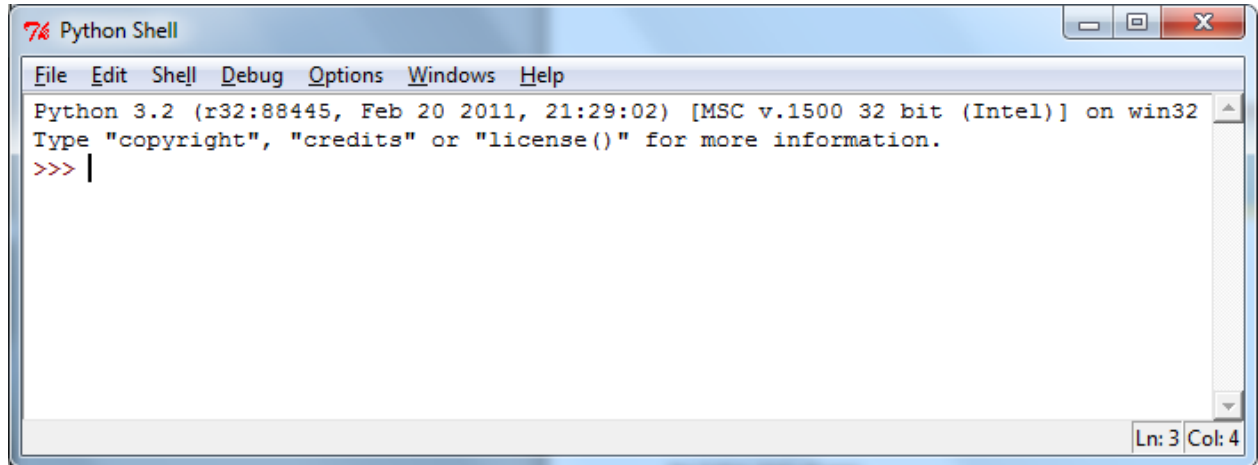 Python Shell
File Edit Shell Debug Options Windows Help
Python 3.2 (r32:88445, Feb 20 2011, 21:29:02) [MSC v.1500 32 bit (Intel)] on win32
Type "copyright", "credits" or "license()" for more information.
>>>
Ln: 3 Col: 4